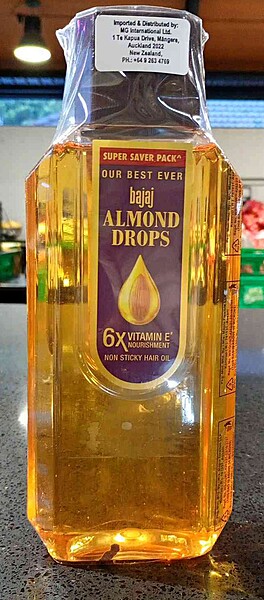 Imported & Distributed by:
MG International Ltd.
1 Te Kapua Drive, Māngere,
Auckland 2022
New Zealand,
PH.: +64 9 263 4769
SUPER SAVER PACK^
OUR BEST EVER
bajaj
ALMOND
DROPS
6X VITAMIN E*
NOURISHMENT
NON STICKY HAIR OIL